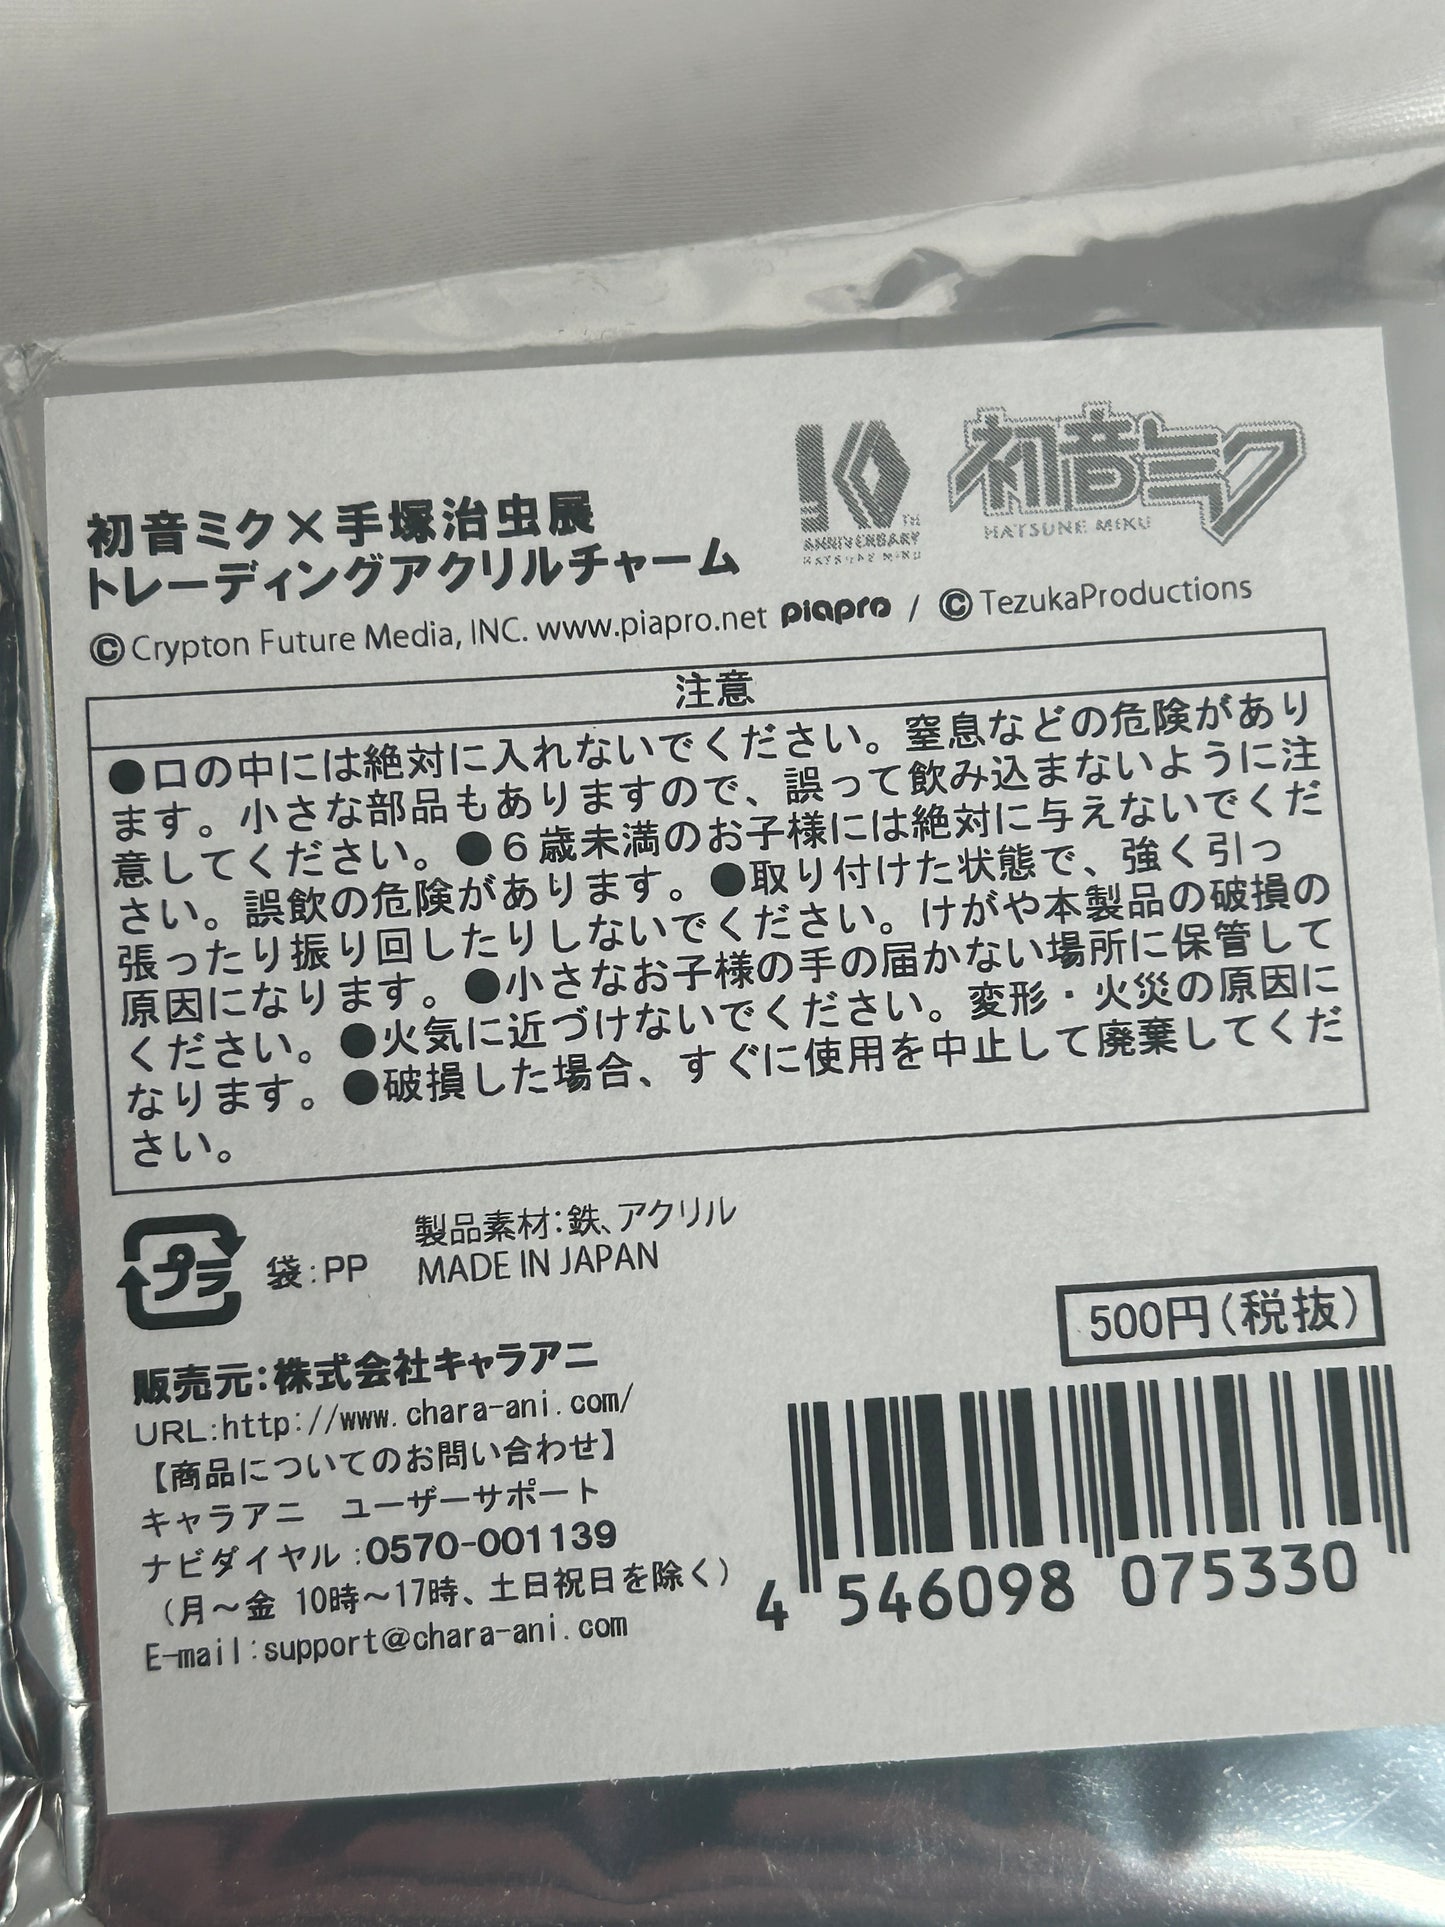 10TH
ANNIVERSARY
HATSUNE MIKU
初音ミク
HATSUNE MIKU
初音ミク×手塚治虫展
トレーディングアクリルチャーム
©Crypton Future Media, INC. www.piapro.net piapro / ©TezukaProductions
注意
●口の中には絶対に入れないでください。窒息などの危険があり
ます。小さな部品もありますので、誤って飲み込まないように注
意してください。●6歳未満のお子様には絶対に与えないでくだ
さい。誤飲の危険があります。●取り付けた状態で、強く引っ
張ったり振り回したりしないでください。けがや本製品の破損の
原因になります。●小さなお子様の手の届かない場所に保管して
ください。●火気に近づけないでください。変形・火災の原因に
なります。●破損した場合、すぐに使用を中止して廃棄してくだ
さい。
プラ
袋:PP
製品素材:鉄、アクリル
MADE IN JAPAN
500円(税抜)
販売元:株式会社キャラアニ
URL:http://www.chara-ani.com/
【商品についてのお問い合わせ】
キャラアニ ユーザーサポート
ナビダイヤル:0570-001139
(月～金 10時～17時、土日祝日を除く)
E-mail:support@chara-ani.com
4 546098 075330